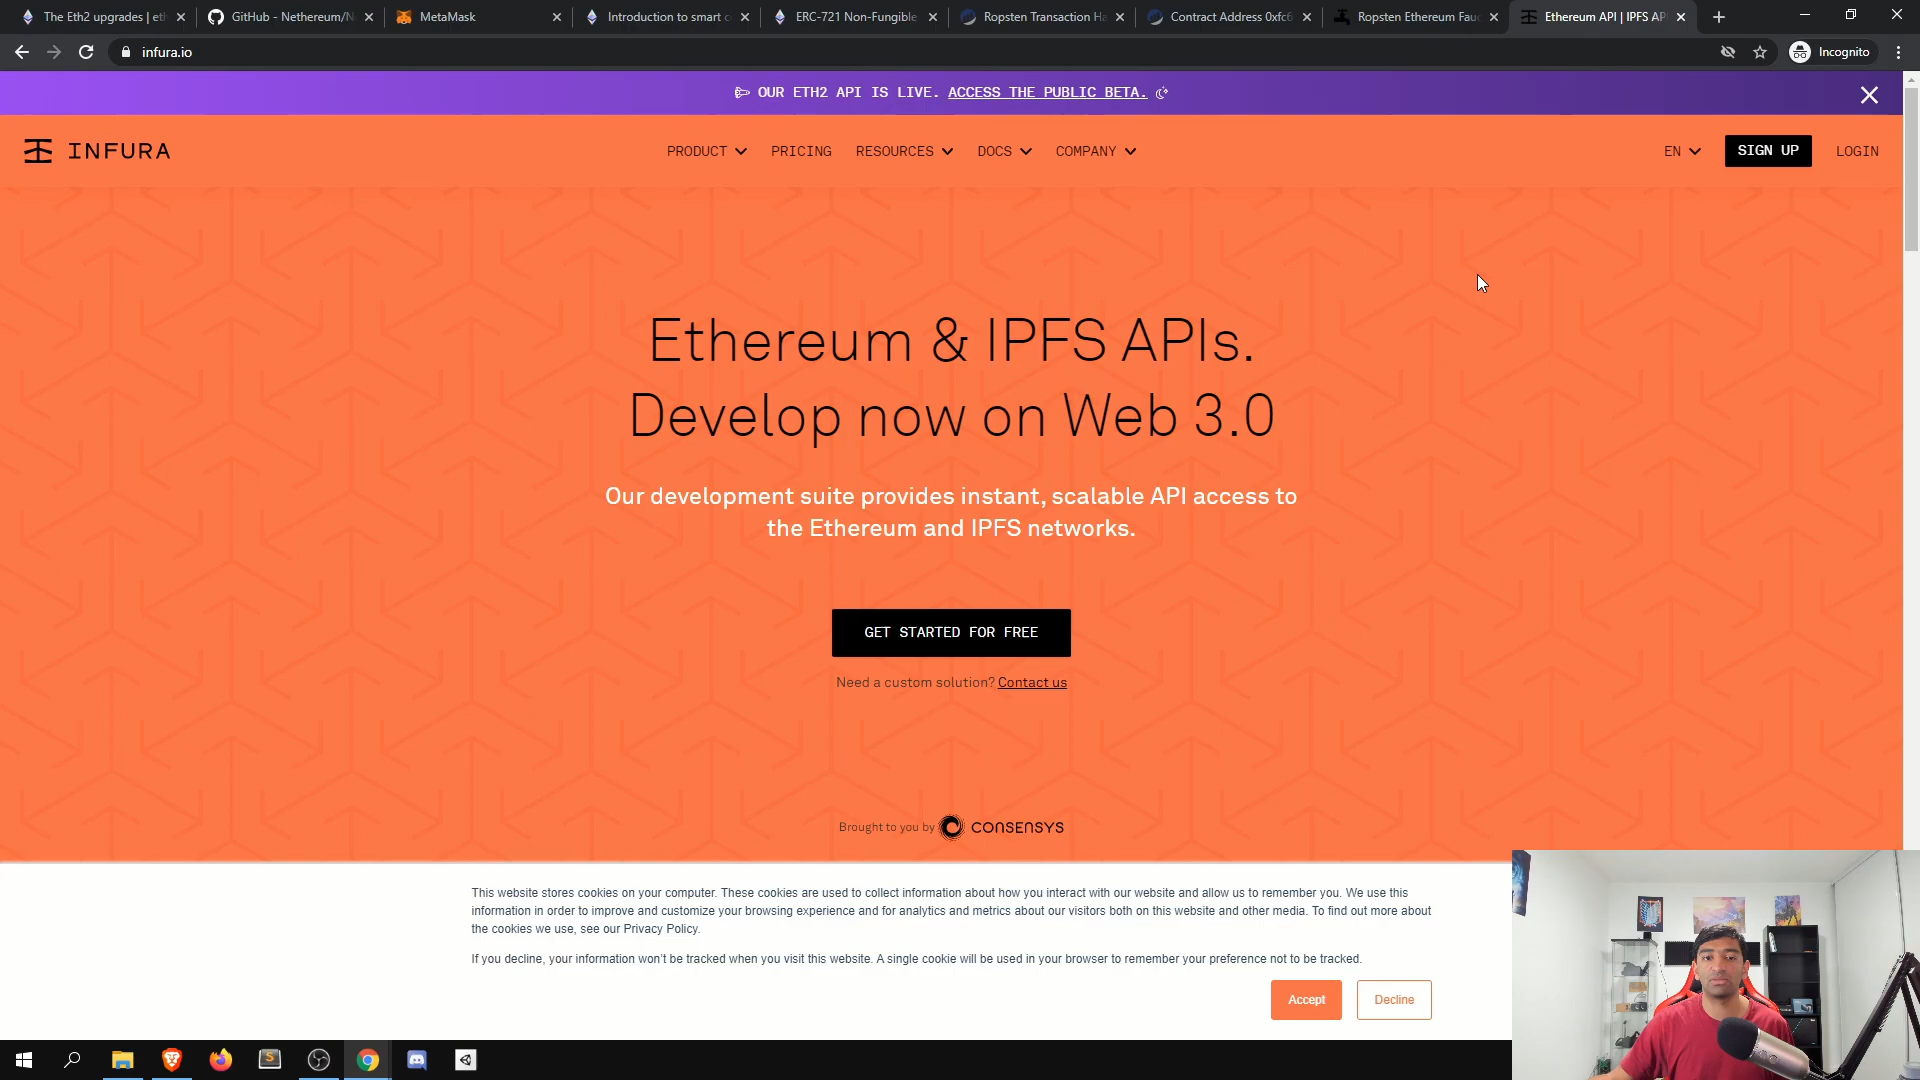 The Eth2 upgrades | eth
GitHub - Nethereum/N
MetaMask
Introduction to smart c
ERC-721 Non-Fungible
Ropsten Transaction Ha
Contract Address 0xfc6
Ropsten Ethereum Fau
Ethereum API | IPFS AP
infura.io
Incognito
OUR ETH2 API IS LIVE. ACCESS THE PUBLIC BETA.
INFURA
PRODUCT
PRICING
RESOURCES
DOCS
COMPANY
EN
SIGN UP
LOGIN
Ethereum & IPFS APIs.
Develop now on Web 3.0
Our development suite provides instant, scalable API access to
the Ethereum and IPFS networks.
GET STARTED FOR FREE
Need a custom solution? Contact us
Brought to you by CONSENSYS
This website stores cookies on your computer. These cookies are used to collect information about how you interact with our website and allow us to remember you. We use this
information in order to improve and customize your browsing experience and for analytics and metrics about our visitors both on this website and other media. To find out more about
the cookies we use, see our Privacy Policy.
If you decline, your information won't be tracked when you visit this website. A single cookie will be used in your browser to remember your preference not to be tracked.
Accept
Decline